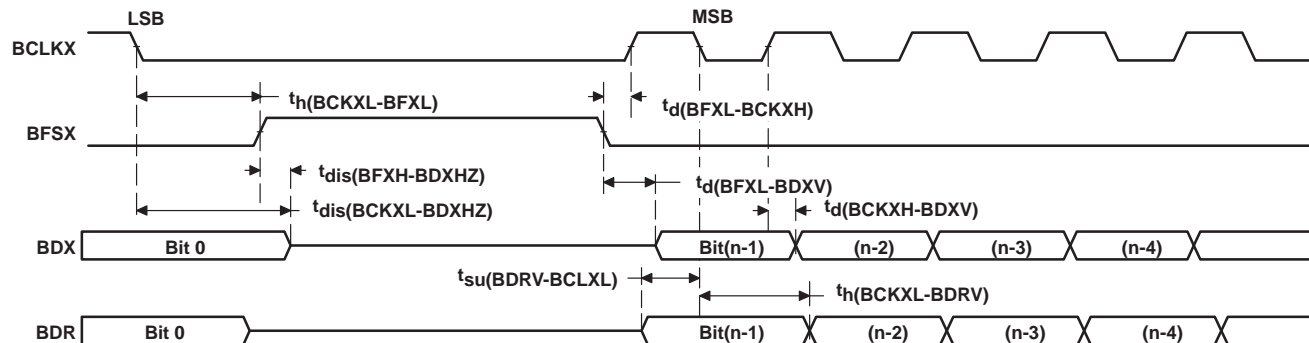 LSB MSB
BCLKX
th(BCKXL-BFXL)
td(BFXL-BCKXH)
BFSX
tdis(BFXH-BDXHZ)
td(BFXL-BDXV)
tdis(BCKXL-BDXHZ)
td(BCKXH-BDXV)
BDX Bit 0 Bit(n-1) (n-2) (n-3) (n-4)
tsu(BDRV-BCLXL)
th(BCKXL-BDRV)
BDR Bit 0 Bit(n-1) (n-2) (n-3) (n-4)